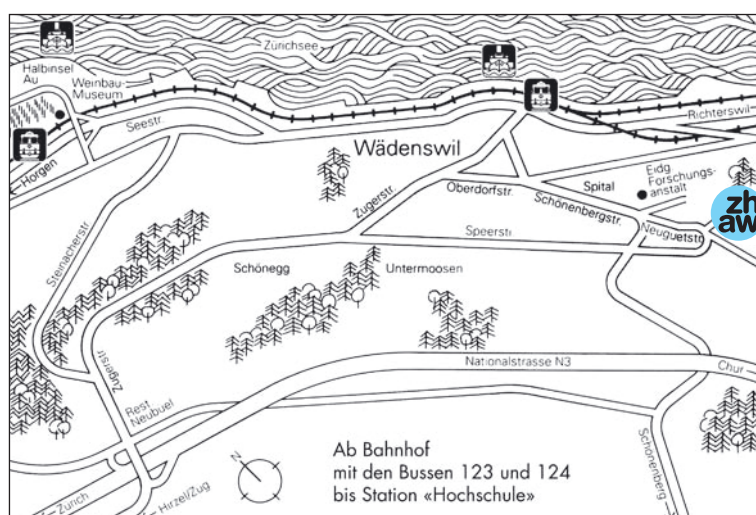 Zürichsee
Halbinsel
Au
Weinbau-
Museum
Seestr.
Horgen
Richterswil
Wädenswil
Eidg.
Forschungs-
anstalt
Spital
Oberdorfstr.
Schönenbergstr.
Zugerstr.
zh
aw
Neuguetstr.
Speerstr.
Steinacherstr.
Schönegg
Untermoosen
Zugerstr.
Nationalstrasse N3
Chur
Rest.
Neubuel
Schönenberg
N
Zurich
Hirzel/Zug
Ab Bahnhof
mit den Bussen 123 und 124
bis Station «Hochschule»